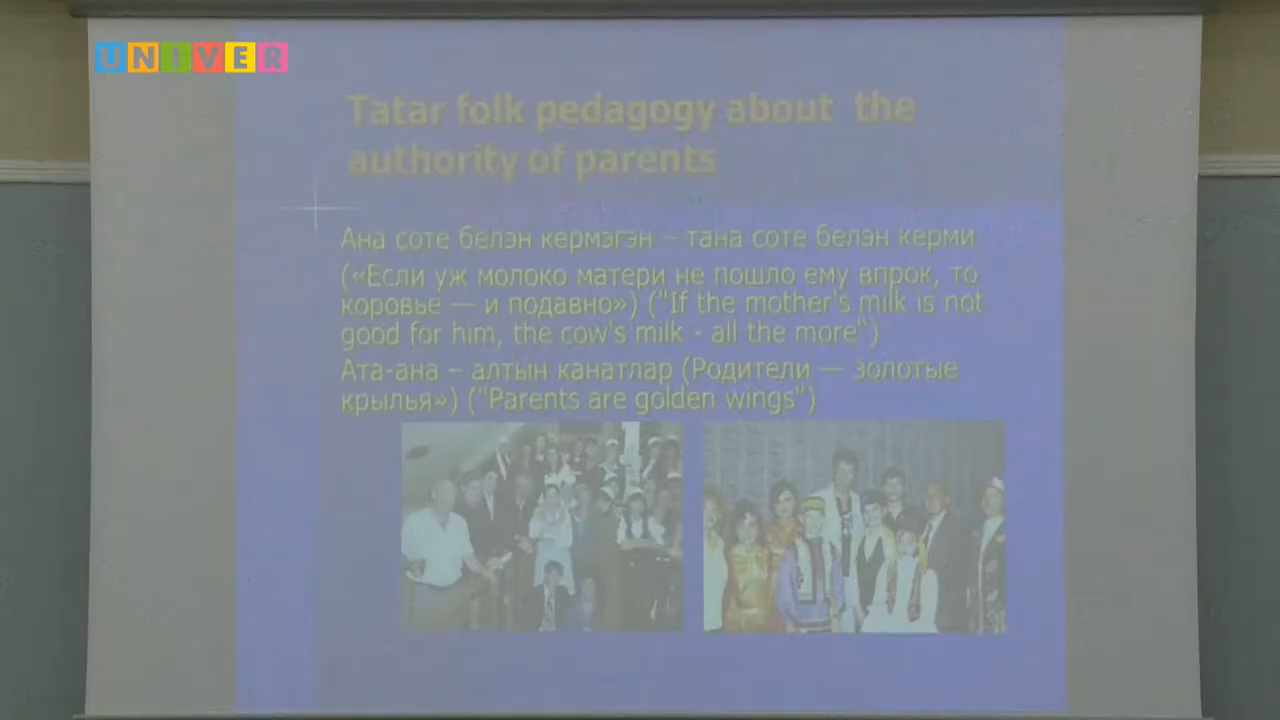 UNIVER
Tatar folk pedagogy about the
authority of parents
Ана соте белэн кермэгэн – тана соте белэн керми
(«Если уж молоко матери не пошло ему впрок, то
коровье — и подавно») ("If the mother's milk is not
good for him, the cow's milk - all the more")
Ата-ана – алтын канатлар (Родители — золотые
крылья») ("Parents are golden wings")